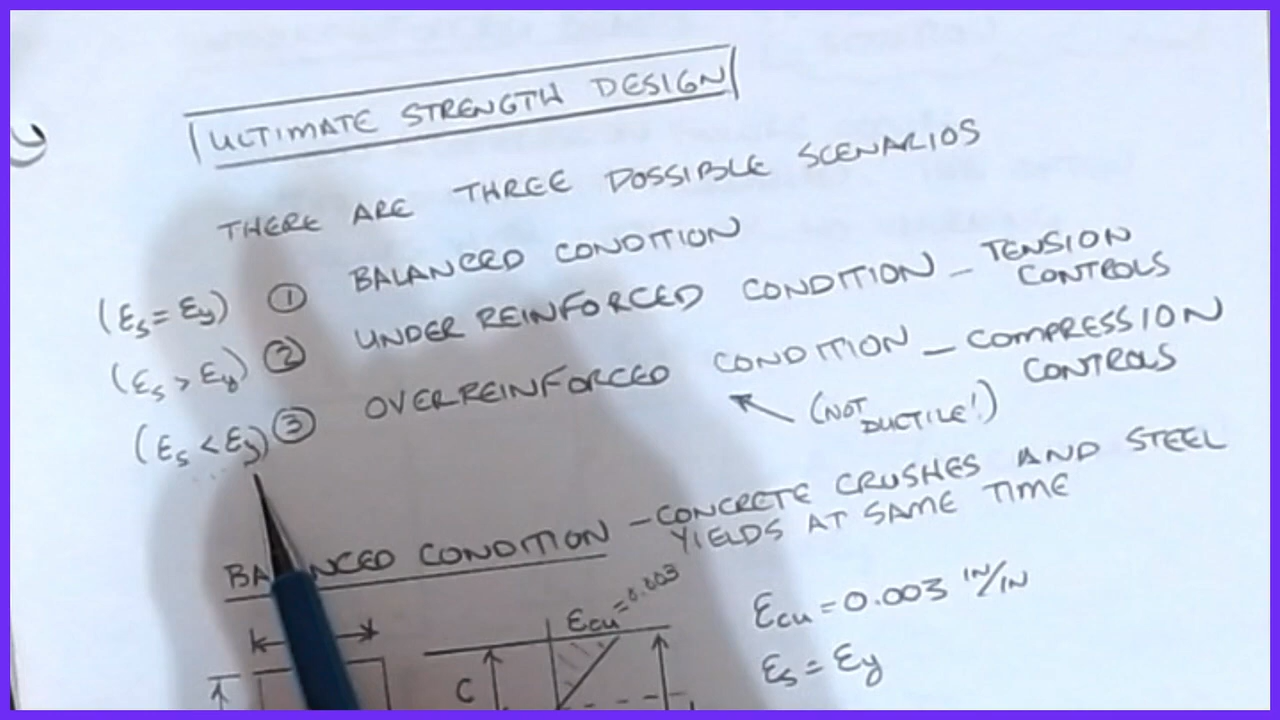 ULTIMATE STRENGTH DESIGN
THERE ARE THREE POSSIBLE SCENARIOS
(εs = εy) ① BALANCED CONDITION
(εs > εy) ② UNDER REINFORCED CONDITION – TENSION CONTROLS
(εs < εy) ③ OVERREINFORCED CONDITION – COMPRESSION CONTROLS
(NOT DUCTILE!)
BALANCED CONDITION – CONCRETE CRUSHES AND STEEL
YIELDS AT SAME TIME
εcu = 0.003
εcu = 0.003 IN/IN
C
εs = εy